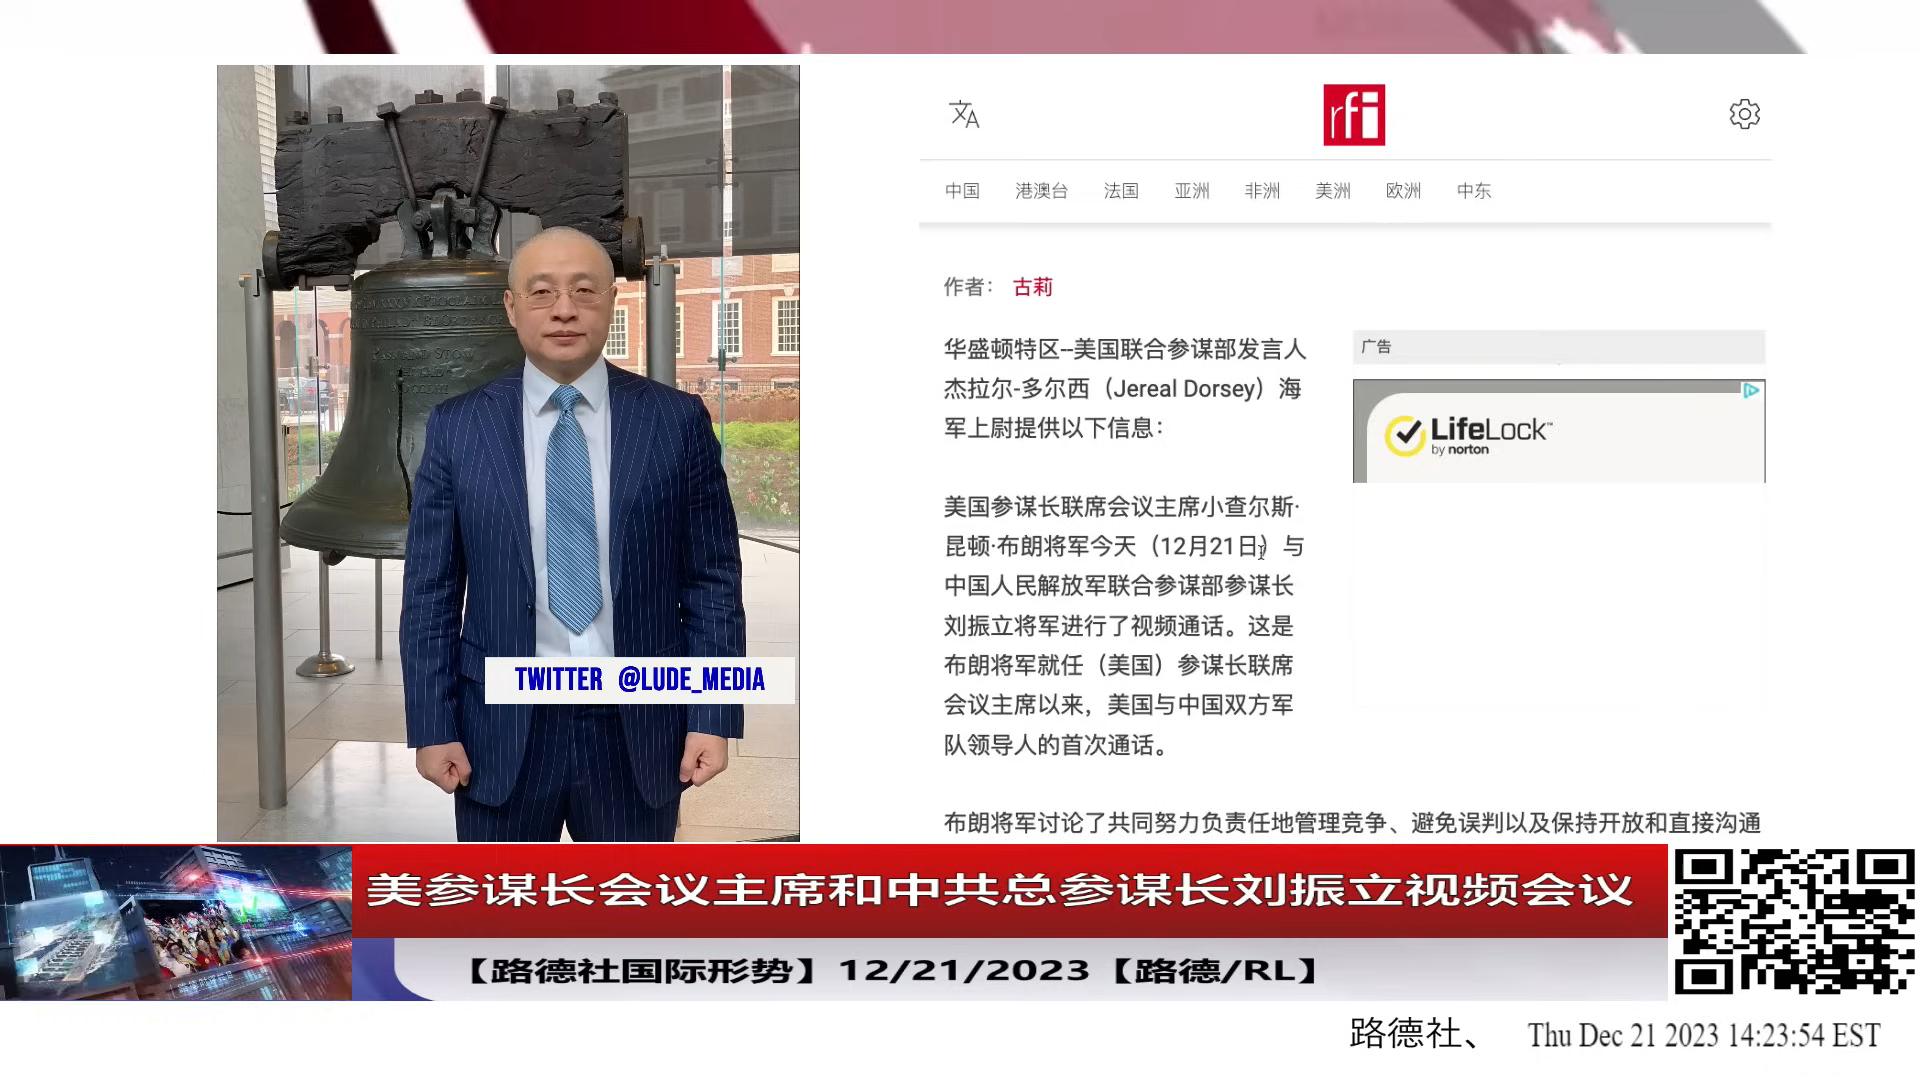 PASS AND STOW
TWITTER @LUDE_MEDIA
文A
rfi
中国 港澳台 法国 亚洲 非洲 美洲 欧洲 中东
作者： 古莉
华盛顿特区--美国联合参谋部发言人
杰拉尔-多尔西（Jereal Dorsey）海
军上尉提供以下信息：
美国参谋长联席会议主席小查尔斯·
昆顿·布朗将军今天（12月21日）与
中国人民解放军联合参谋部参谋长
刘振立将军进行了视频通话。这是
布朗将军就任（美国）参谋长联席
会议主席以来，美国与中国双方军
队领导人的首次通话。
布朗将军讨论了共同努力负责任地管理竞争、避免误判以及保持开放和直接沟通
广告
LifeLock™
by norton
美参谋长会议主席和中共总参谋长刘振立视频会议
【路德社国际形势】12/21/2023【路德/RL】
路德社、 Thu Dec 21 2023 14:23:54 EST